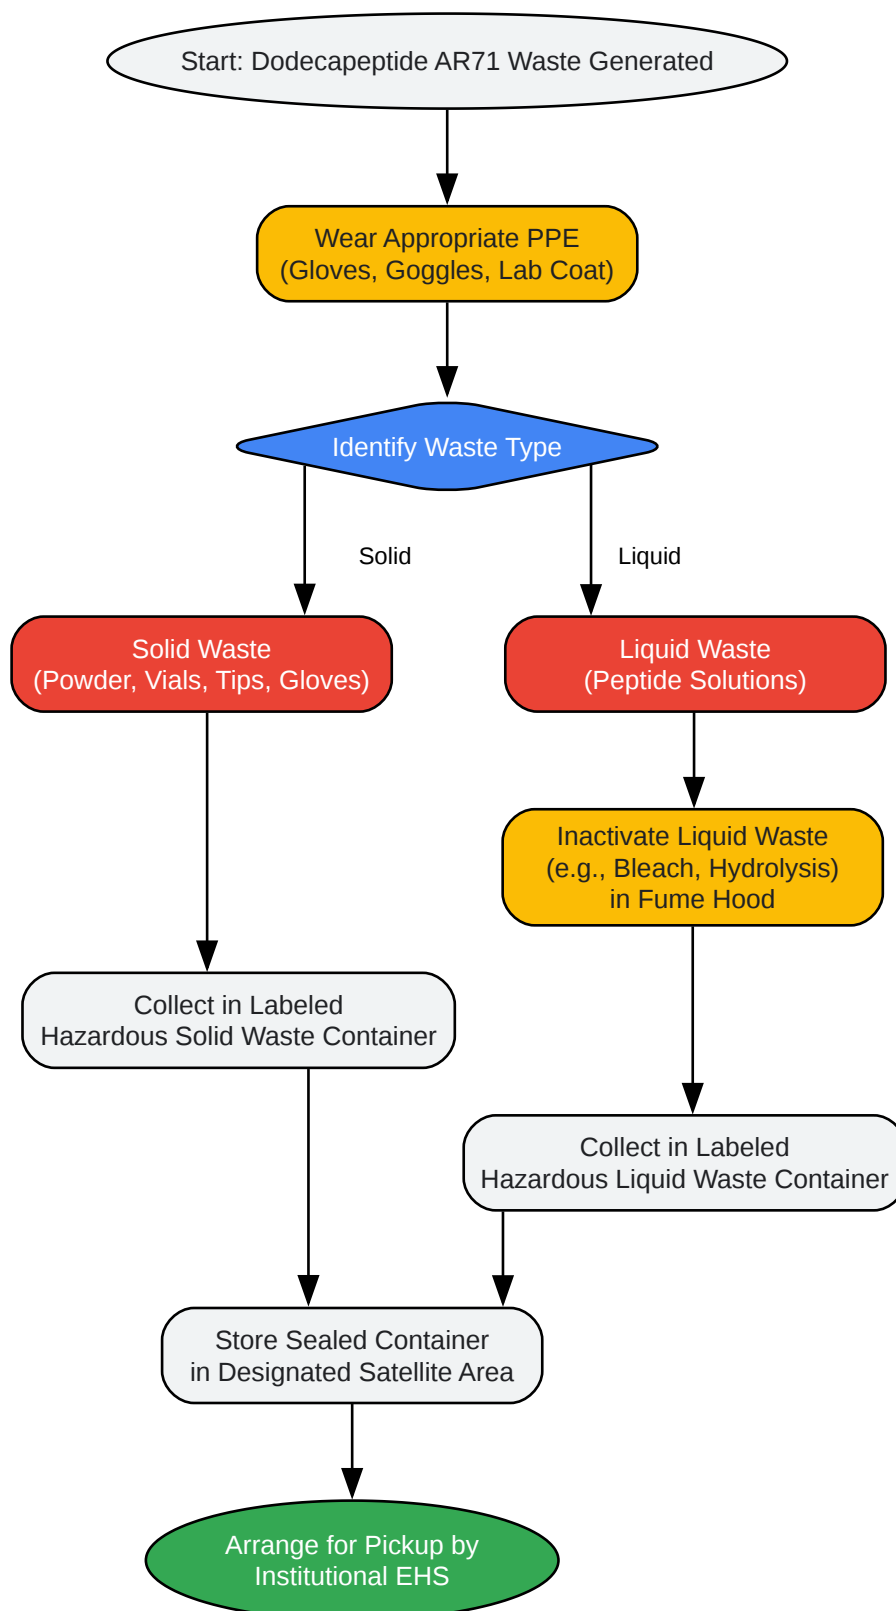 Start: Dodecapeptide AR71 Waste Generated
Wear Appropriate PPE
(Gloves, Goggles, Lab Coat)
Identify Waste Type
Solid
Liquid
Solid Waste
(Powder, Vials, Tips, Gloves)
Liquid Waste
(Peptide Solutions)
Inactivate Liquid Waste
(e.g., Bleach, Hydrolysis)
in Fume Hood
Collect in Labeled
Hazardous Solid Waste Container
Collect in Labeled
Hazardous Liquid Waste Container
Store Sealed Container
in Designated Satellite Area
Arrange for Pickup by
Institutional EHS